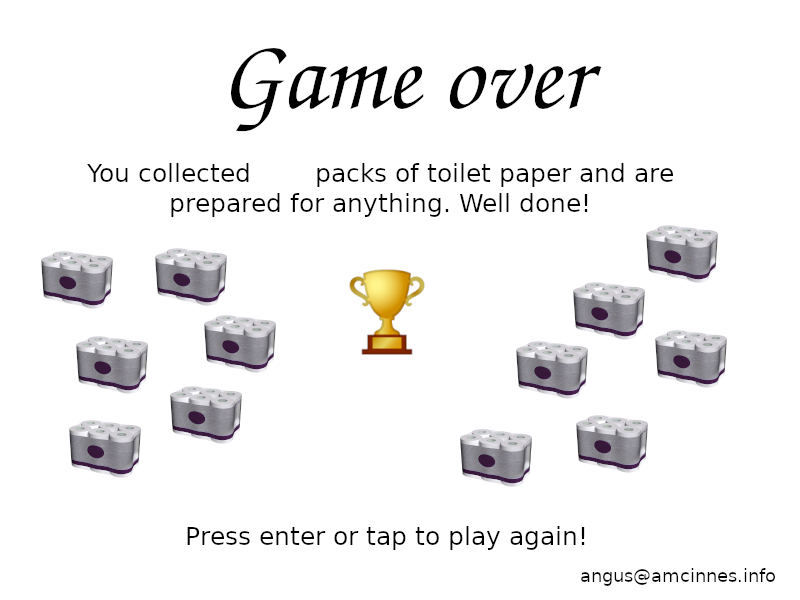 Game over
You collected packs of toilet paper and are
prepared for anything. Well done!
Press enter or tap to play again!
angus@amcinnes.info